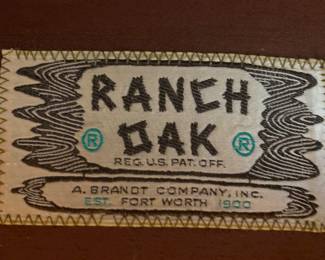 RANCH
® OAK ®
REG. U.S. PAT. OFF.
A. BRANDT COMPANY, INC.
EST. FORT WORTH 1900